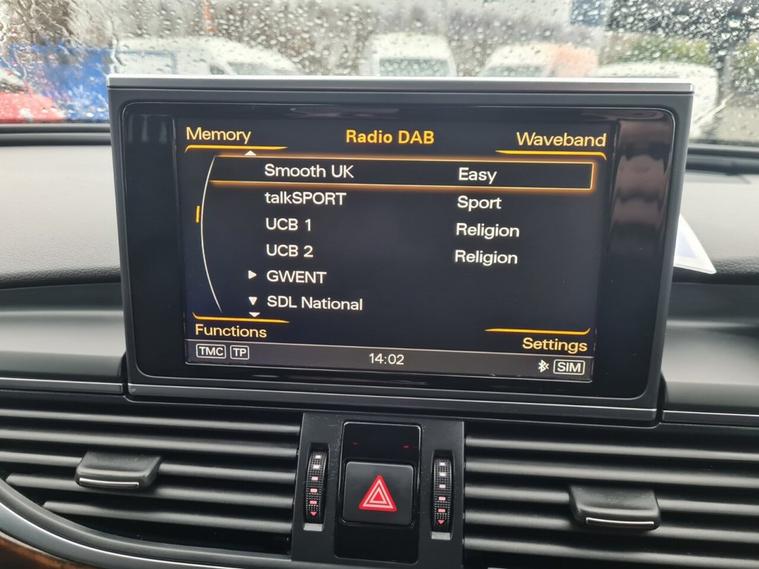 Memory Radio DAB Waveband
Smooth UK Easy
talkSPORT Sport
UCB 1 Religion
UCB 2 Religion
GWENT
SDL National
Functions Settings
TMC TP 14:02 SIM